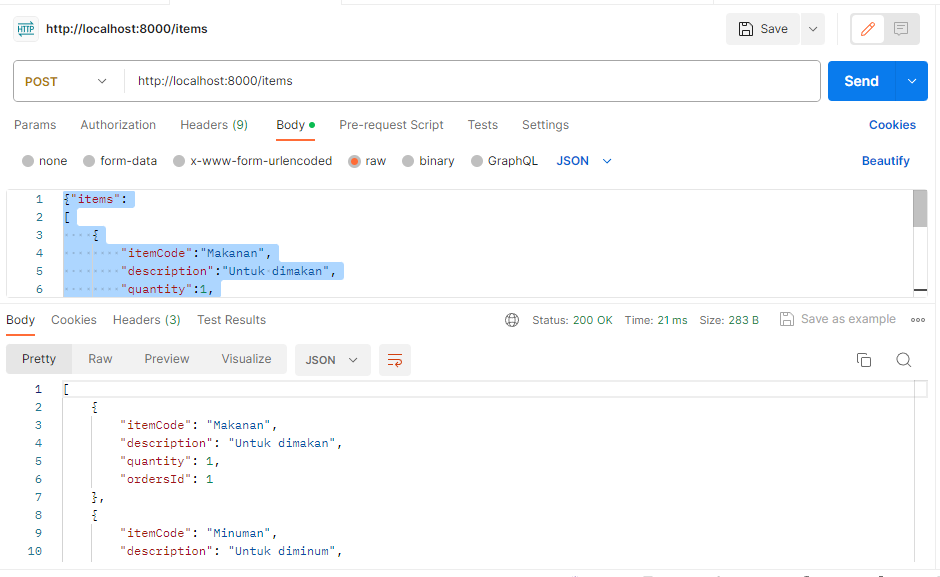 HTTP http://localhost:8000/items Save
POST http://localhost:8000/items Send
Params Authorization Headers (9) Body Pre-request Script Tests Settings Cookies
none form-data x-www-form-urlencoded raw binary GraphQL JSON Beautify
1 {"items":
2 [
3 {
4 "itemCode":"Makanan",
5 "description":"Untuk dimakan",
6 "quantity":1,
Body Cookies Headers (3) Test Results Status: 200 OK Time: 21 ms Size: 283 B Save as example
Pretty Raw Preview Visualize JSON
1 [
2 {
3 "itemCode": "Makanan",
4 "description": "Untuk dimakan",
5 "quantity": 1,
6 "ordersId": 1
7 },
8 {
9 "itemCode": "Minuman",
10 "description": "Untuk diminum",